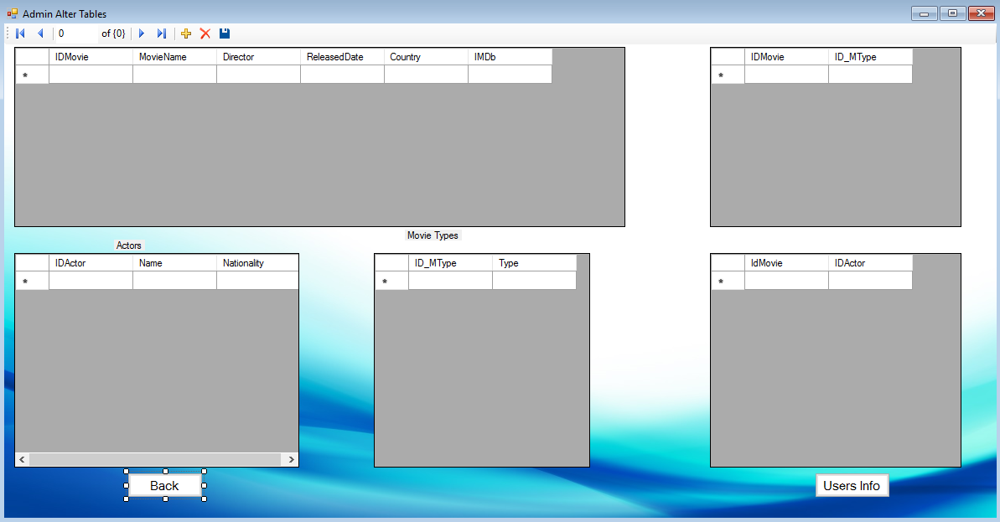 Admin Alter Tables
0 of {0}
IDMovie MovieName Director ReleasedDate Country IMDb
*
IDMovie ID_MType
*
Movie Types
Actors
IDActor Name Nationality
*
ID_MType Type
*
IdMovie IDActor
*
Back
Users Info